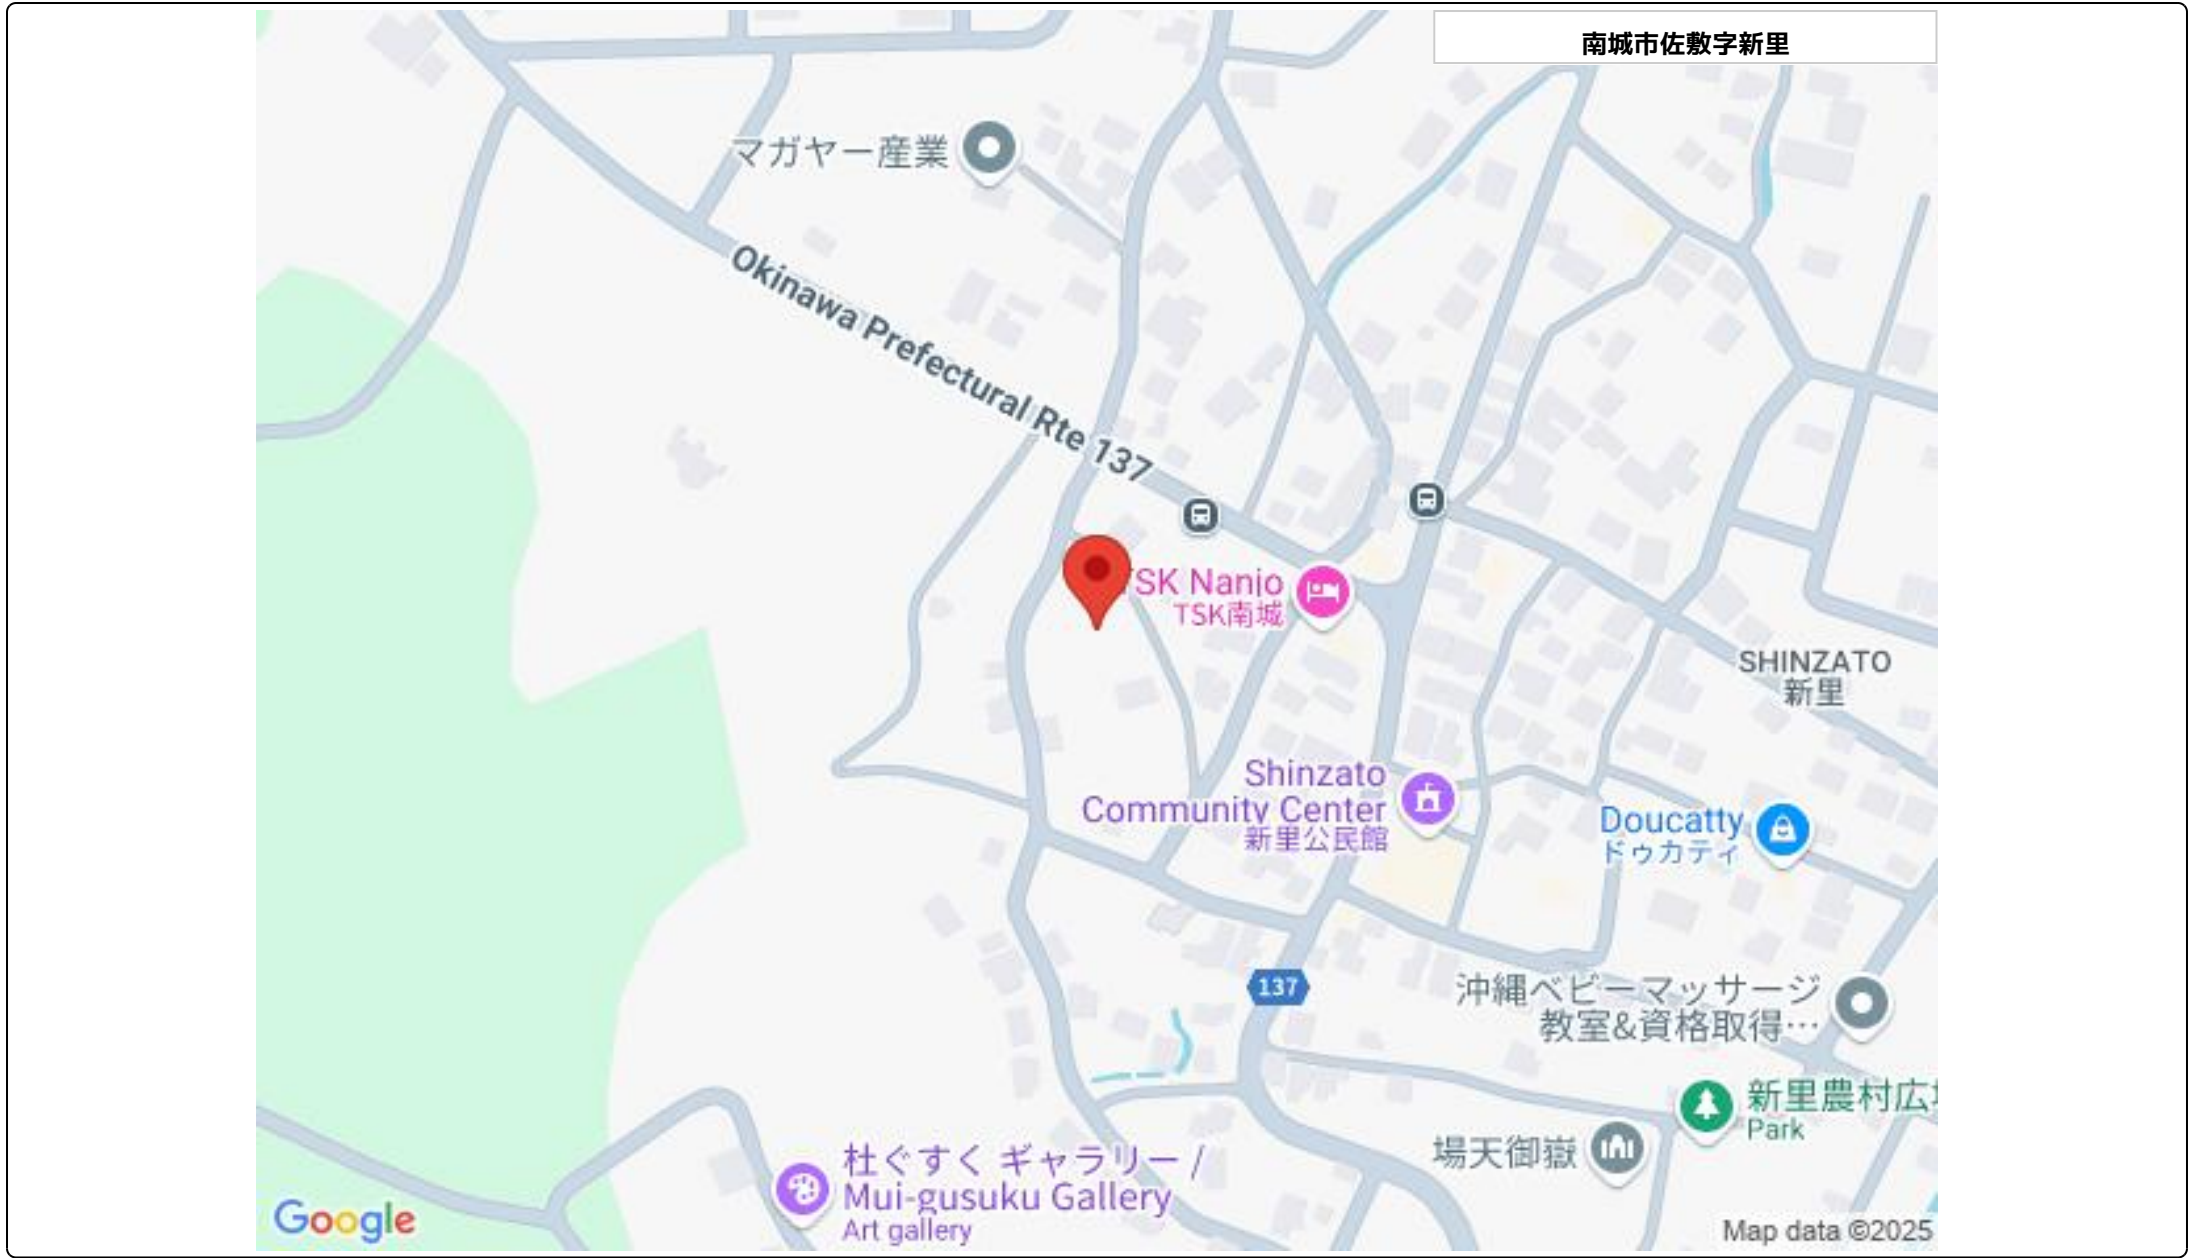 南城市佐敷字新里
マガヤー産業
Okinawa Prefectural Rte 137
SK Nanjo
TSK南城
SHINZATO
新里
Shinzato
Community Center
新里公民館
Doucatty
ドゥカティ
137
沖縄ベビーマッサージ
教室&資格取得…
新里農村広
Park
場天御嶽
杜ぐすく ギャラリー /
Mui-gusuku Gallery
Art gallery
Google
Map data ©2025